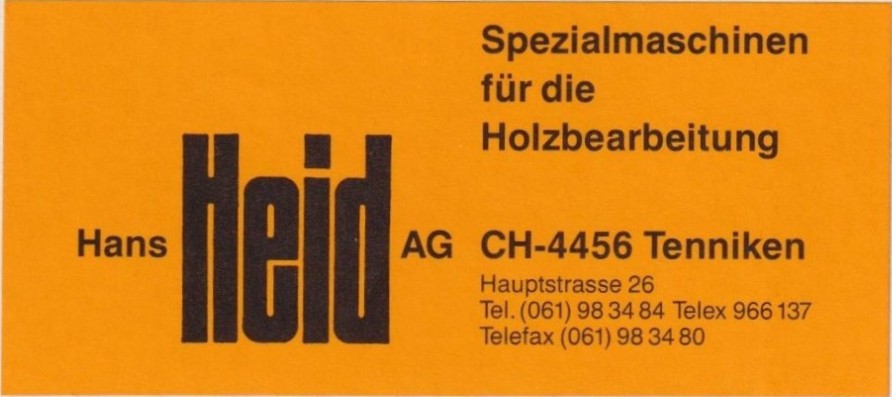 Spezialmaschinen
für die
Holzbearbeitung
Hans Heid AG
CH-4456 Tenniken
Hauptstrasse 26
Tel. (061) 98 34 84 Telex 966 137
Telefax (061) 98 34 80